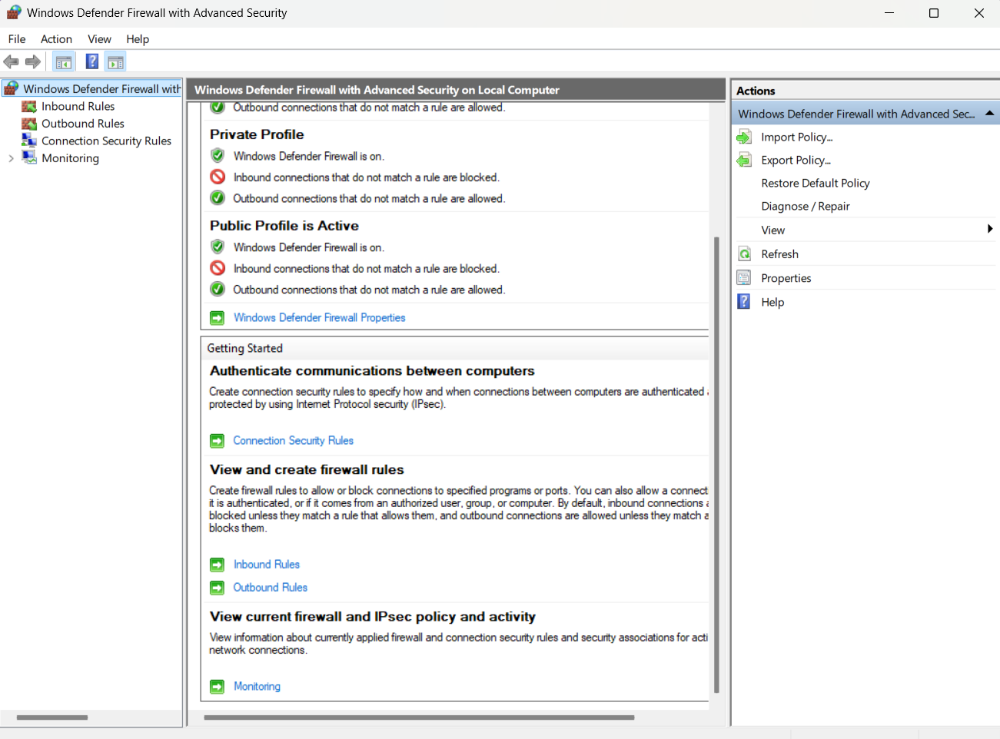 Windows Defender Firewall with Advanced Security
File Action View Help
Windows Defender Firewall with
Inbound Rules
Outbound Rules
Connection Security Rules
Monitoring
Windows Defender Firewall with Advanced Security on Local Computer
Outbound connections that do not match a rule are allowed.
Private Profile
Windows Defender Firewall is on.
Inbound connections that do not match a rule are blocked.
Outbound connections that do not match a rule are allowed.
Public Profile is Active
Windows Defender Firewall is on.
Inbound connections that do not match a rule are blocked.
Outbound connections that do not match a rule are allowed.
Windows Defender Firewall Properties
Getting Started
Authenticate communications between computers
Create connection security rules to specify how and when connections between computers are authenticated
protected by using Internet Protocol security (IPsec).
Connection Security Rules
View and create firewall rules
Create firewall rules to allow or block connections to specified programs or ports. You can also allow a connect
it is authenticated, or if it comes from an authorized user, group, or computer. By default, inbound connections
blocked unless they match a rule that allows them, and outbound connections are allowed unless they match a
blocks them.
Inbound Rules
Outbound Rules
View current firewall and IPsec policy and activity
View information about currently applied firewall and connection security rules and security associations for acti
network connections.
Monitoring
Actions
Windows Defender Firewall with Advanced Sec...
Import Policy...
Export Policy...
Restore Default Policy
Diagnose / Repair
View
Refresh
Properties
Help